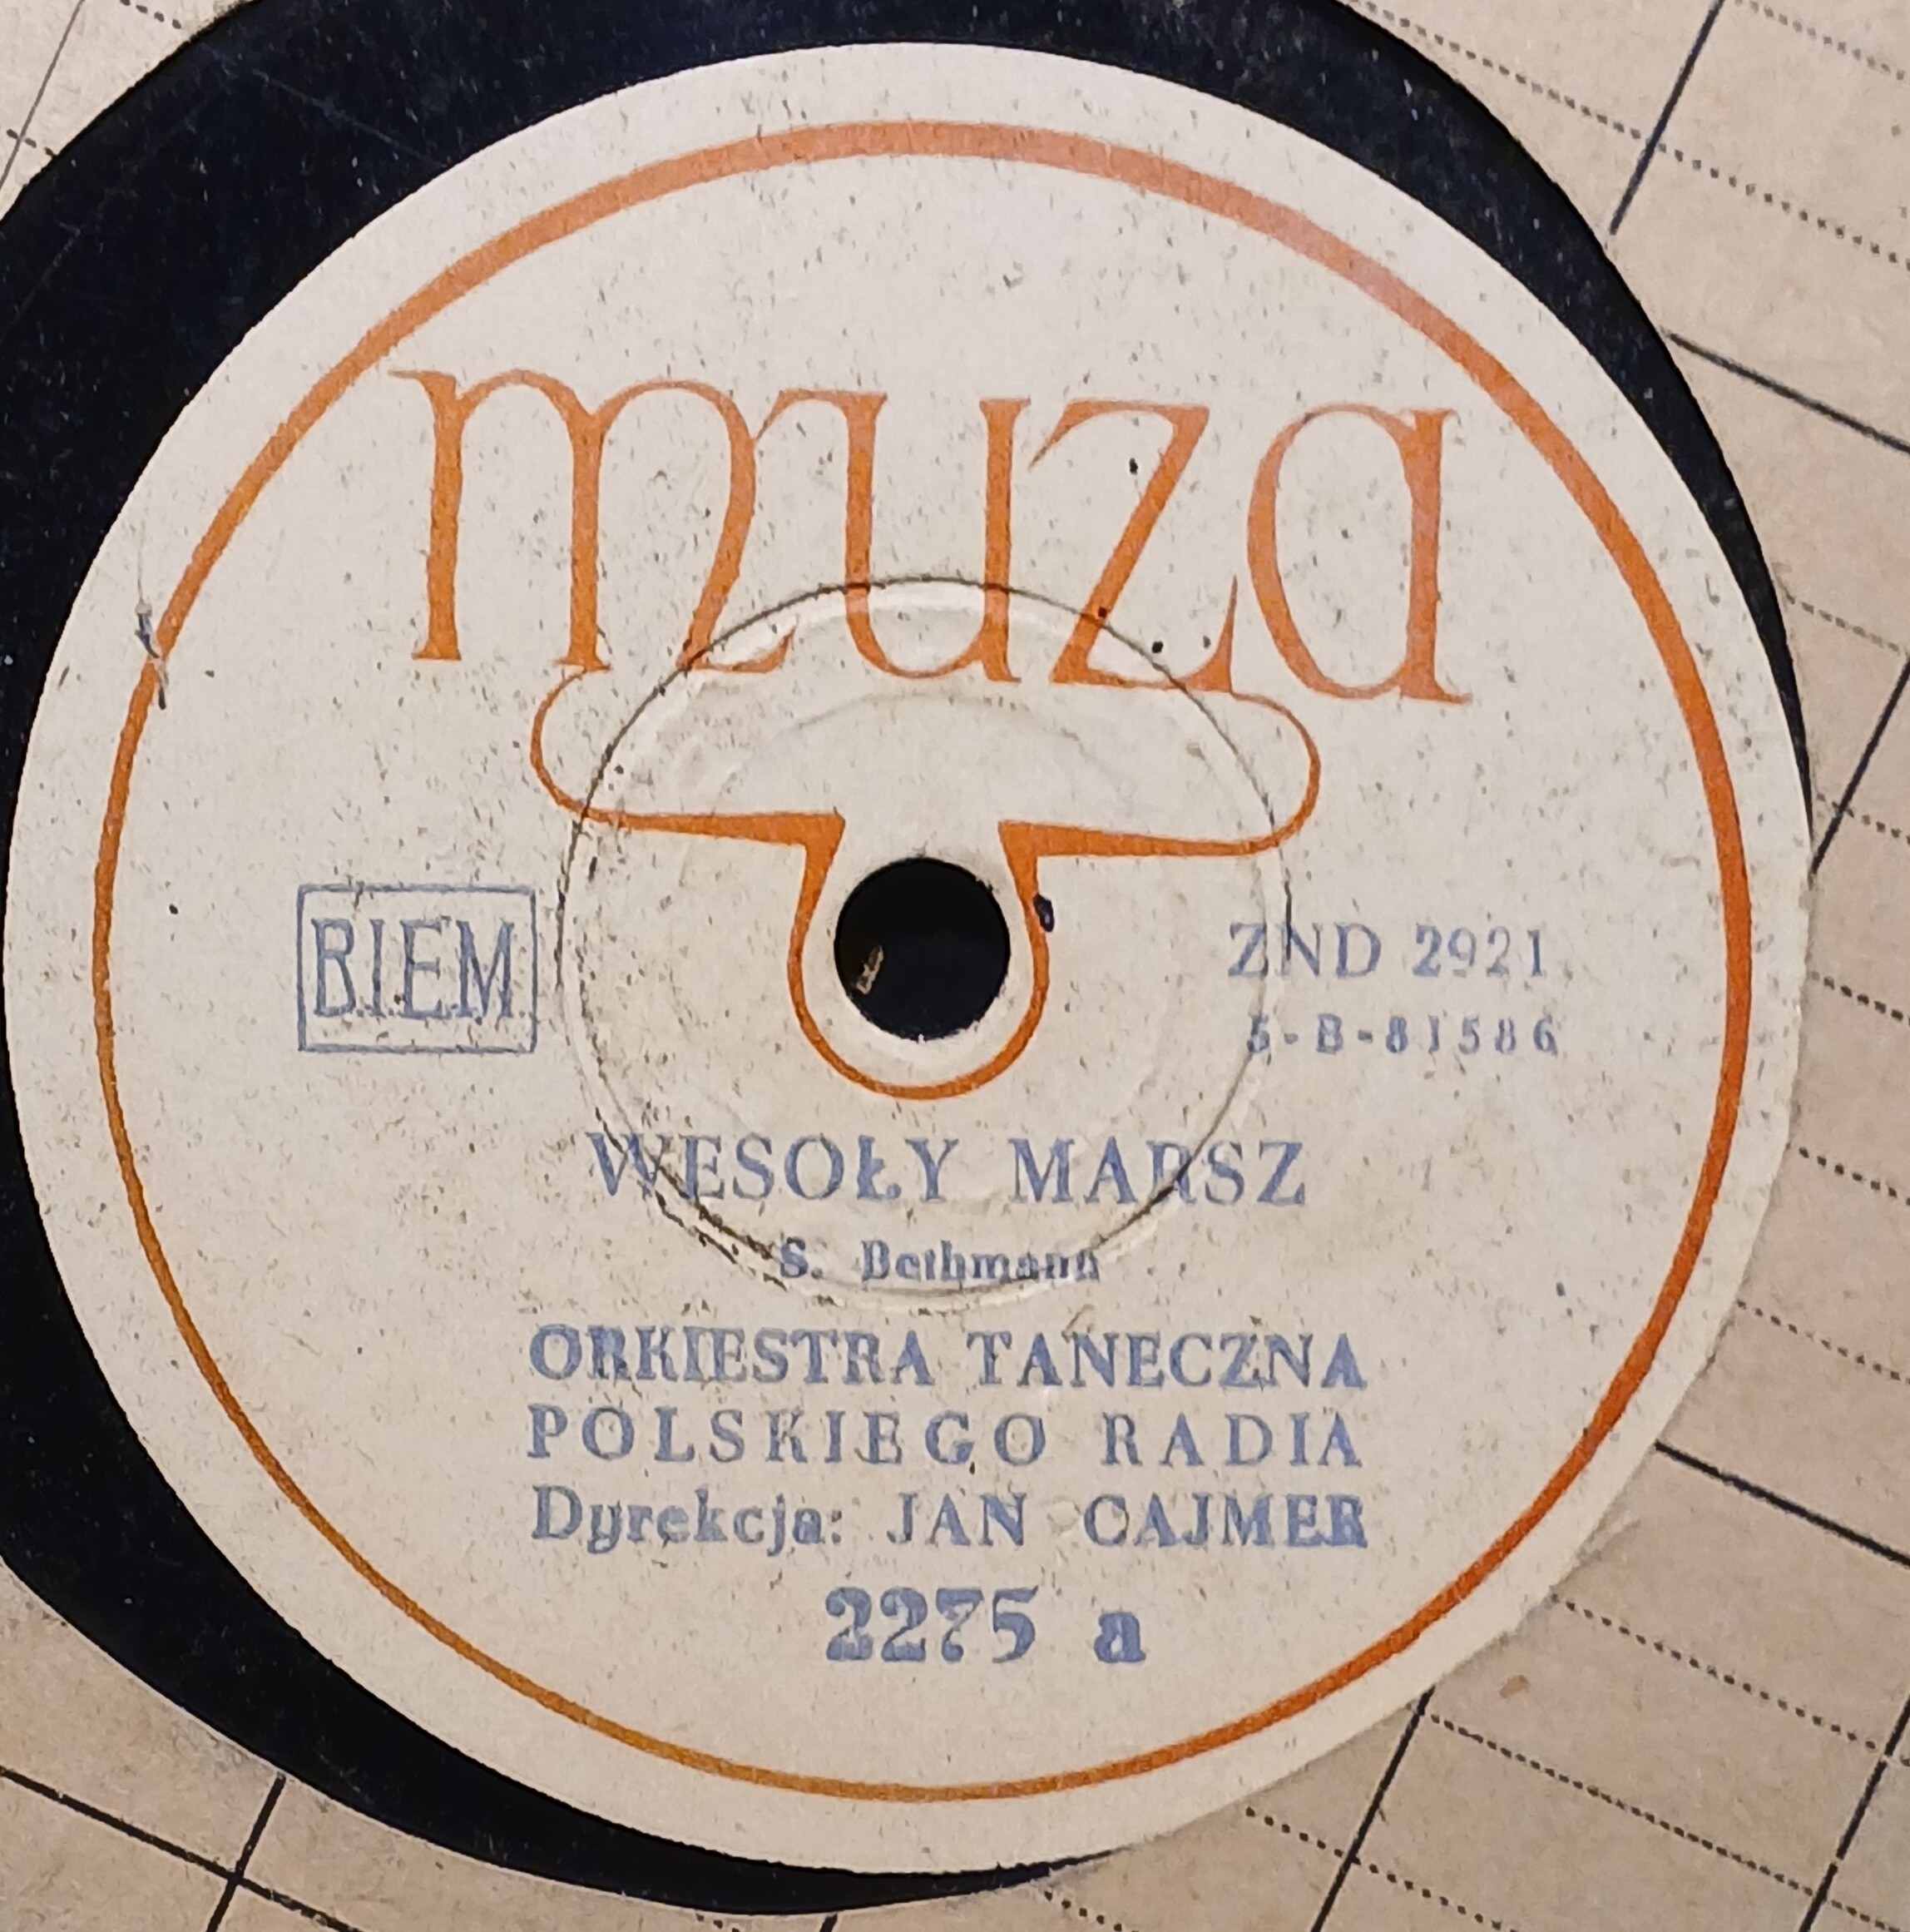 muza
BIEM
ZND 2921
5-B-81586
WESOŁY MARSZ
S. Bethmann
ORKIESTRA TANECZNA
POLSKIEGO RADIA
Dyrekcja: JAN CAJMER
2275 a